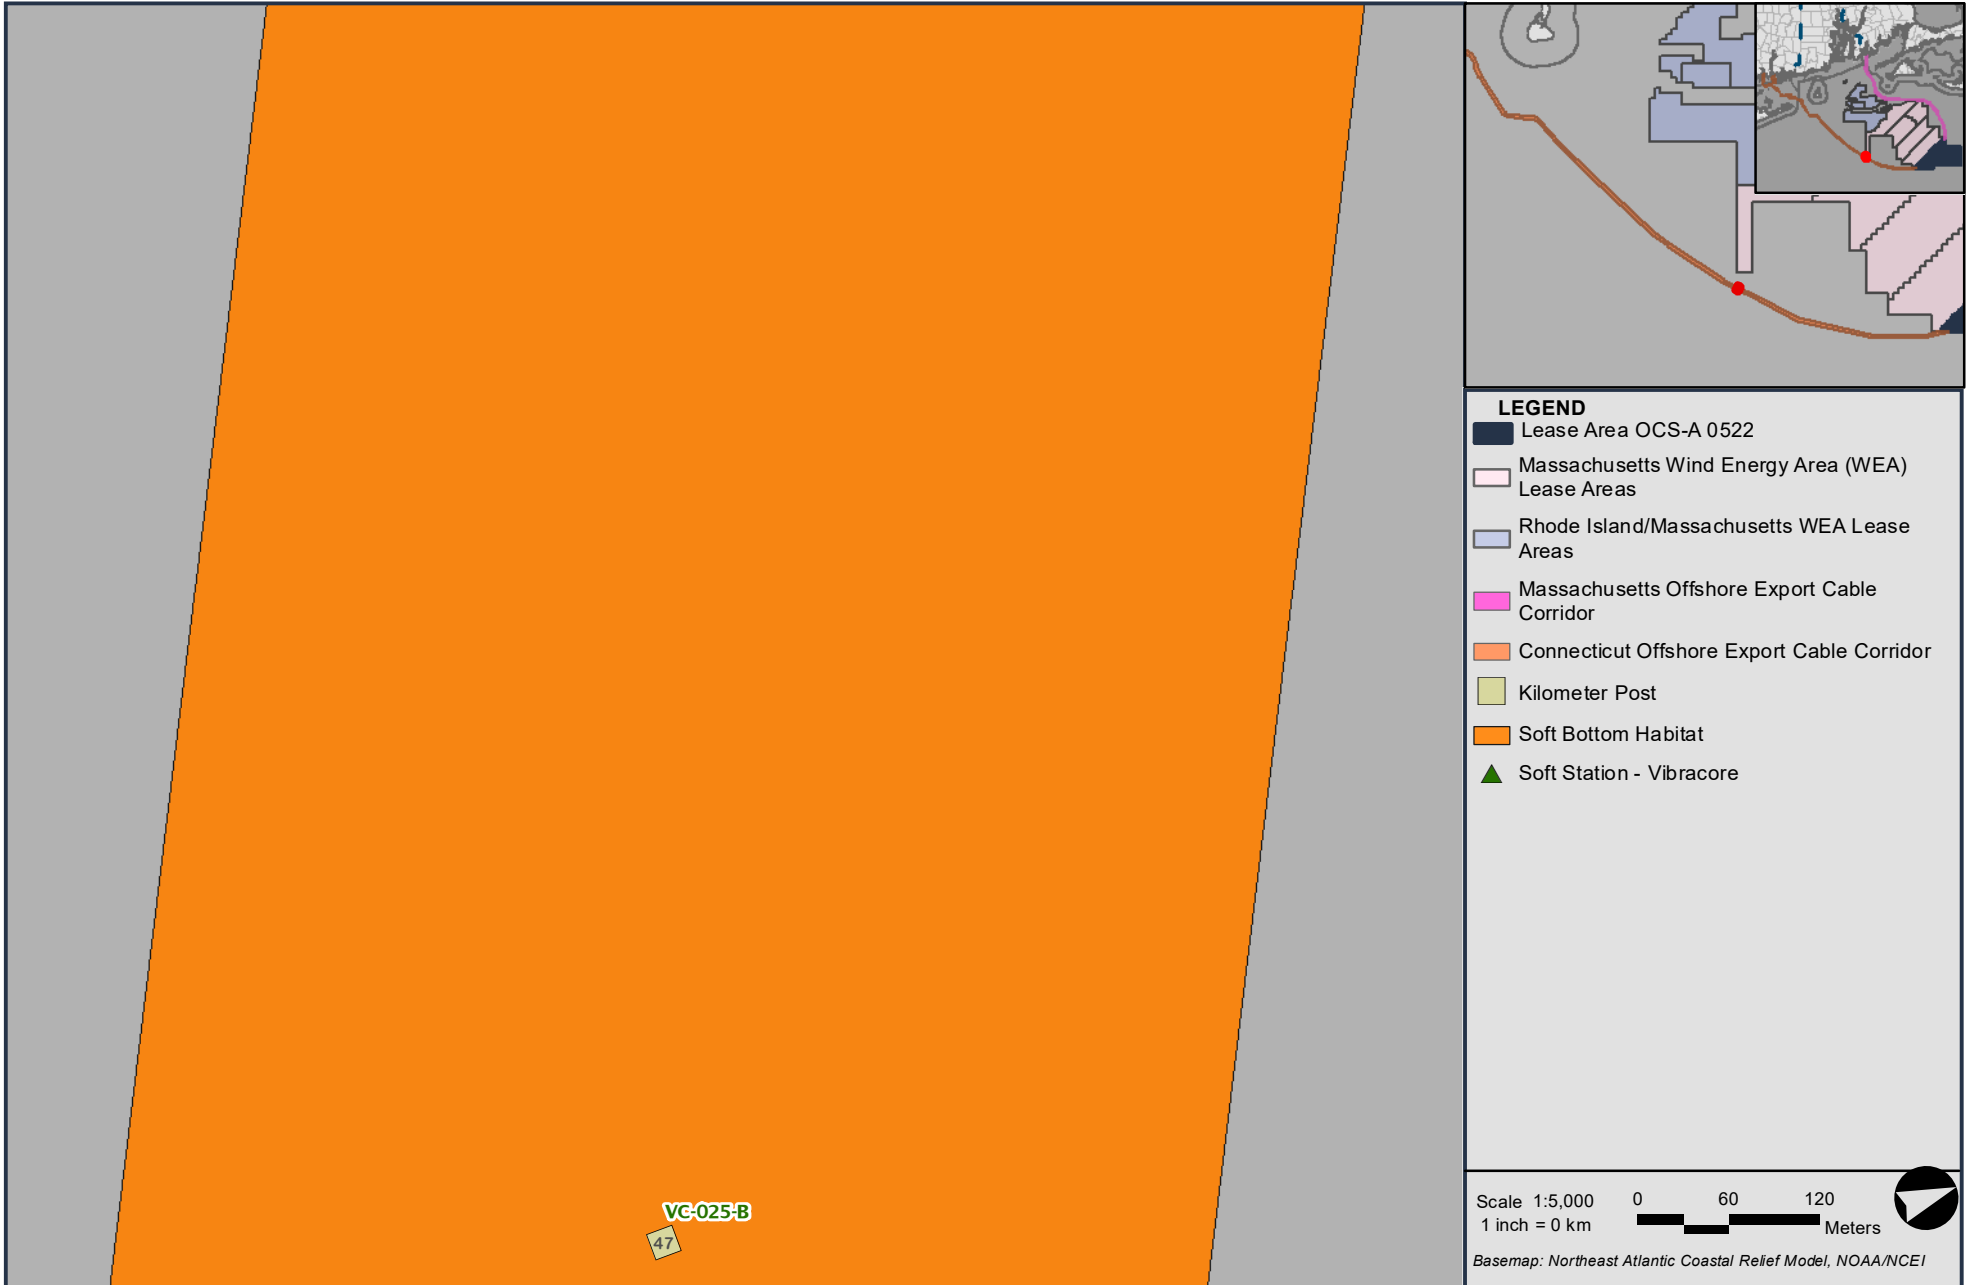 VC-025-B
47
LEGEND
Lease Area OCS-A 0522
Massachusetts Wind Energy Area (WEA)
Lease Areas
Rhode Island/Massachusetts WEA Lease
Areas
Massachusetts Offshore Export Cable
Corridor
Connecticut Offshore Export Cable Corridor
Kilometer Post
Soft Bottom Habitat
Soft Station - Vibracore
Scale 1:5,000
1 inch = 0 km
0 60 120
Meters
Basemap: Northeast Atlantic Coastal Relief Model, NOAA/NCEI